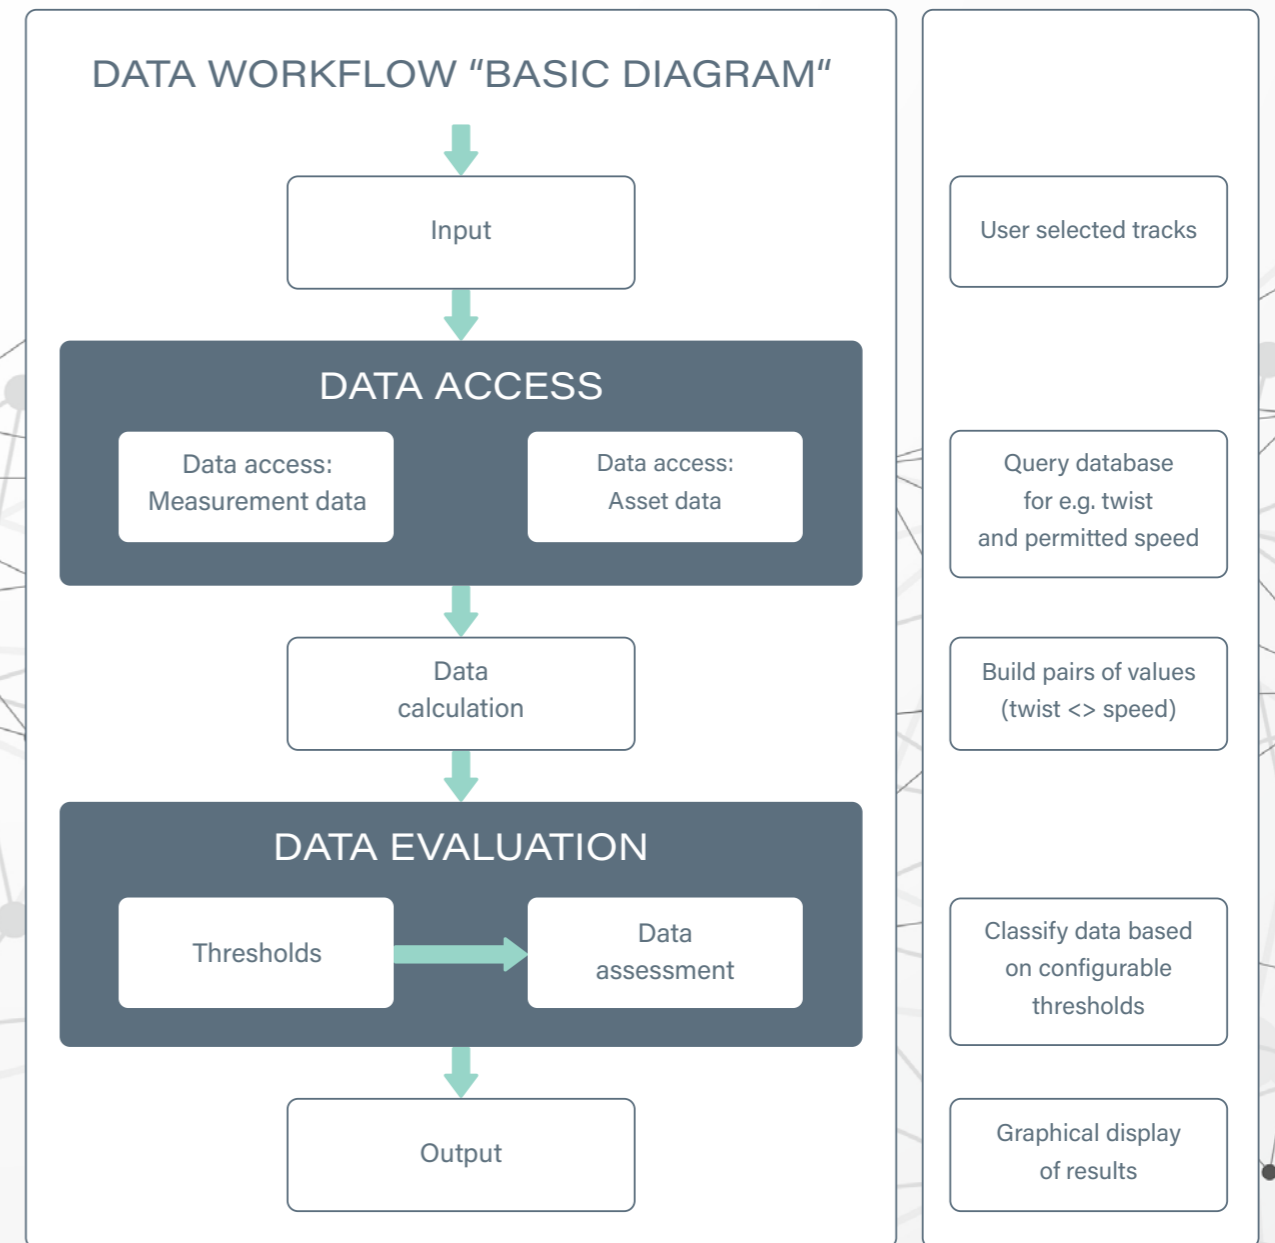 DATA WORKFLOW “BASIC DIAGRAM“
Input
User selected tracks
DATA ACCESS
Data access:
Measurement data
Data access:
Asset data
Query database
for e.g. twist
and permitted speed
Data
calculation
Build pairs of values
(twist <> speed)
DATA EVALUATION
Thresholds
Data
assessment
Classify data based
on configurable
thresholds
Output
Graphical display
of results